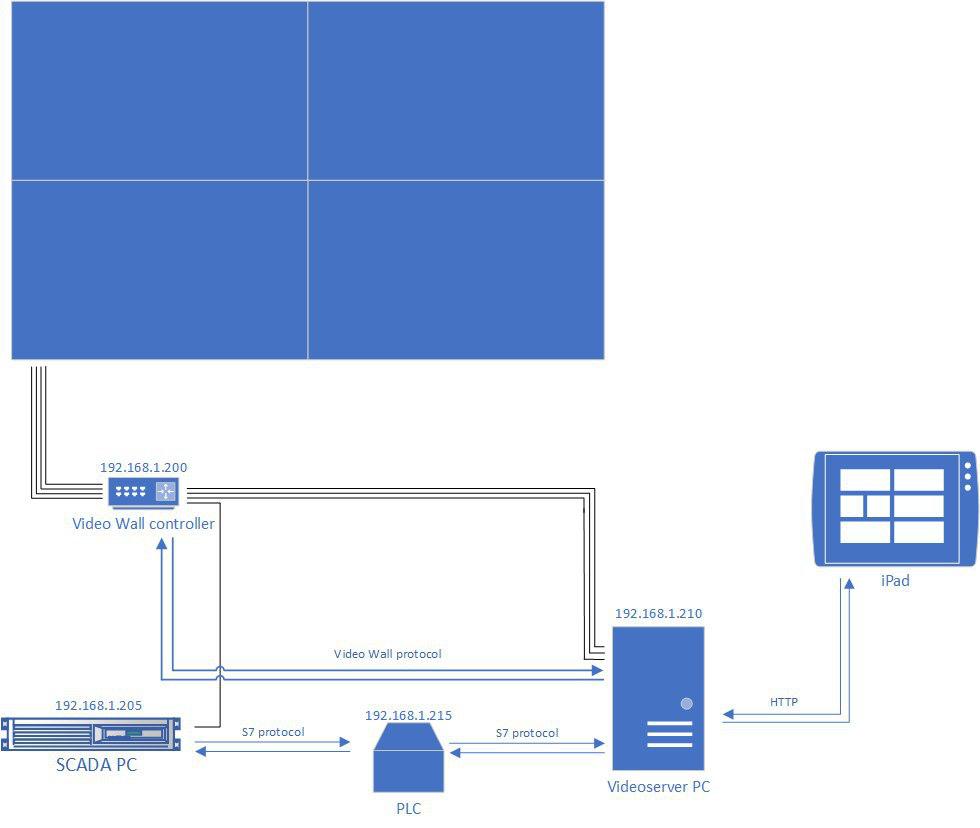 192.168.1.200
Video Wall controller
iPad
192.168.1.210
Video Wall protocol
192.168.1.205
HTTP
192.168.1.215
S7 protocol
S7 protocol
SCADA PC
Videoserver PC
PLC